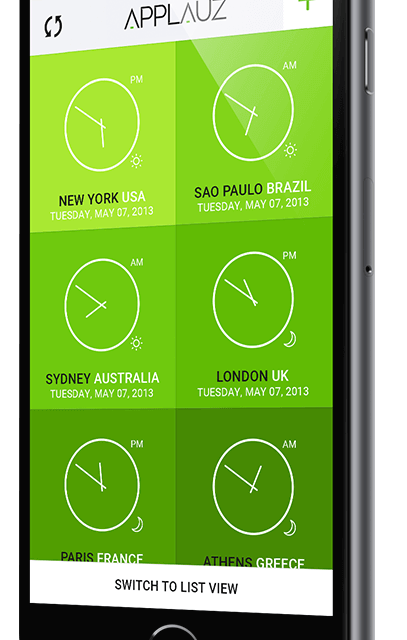 APPLAUZ
PM
NEW YORK USA
TUESDAY, MAY 07, 2013
AM
SAO PAULO BRAZIL
TUESDAY, MAY 07, 2013
AM
SYDNEY AUSTRALIA
TUESDAY, MAY 07, 2013
PM
LONDON UK
TUESDAY, MAY 07, 2013
PM
PARIS FRANCE
AM
ATHENS GREECE
SWITCH TO LIST VIEW